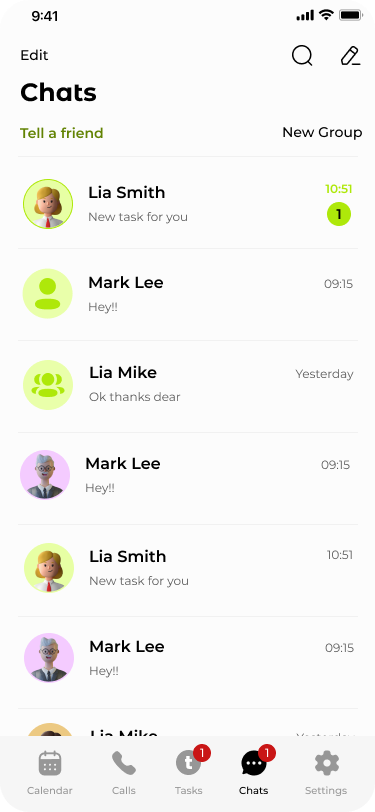 9:41
Edit
Chats
Tell a friend New Group
Lia Smith 10:51
New task for you 1
Mark Lee 09:15
Hey!!
Lia Mike Yesterday
Ok thanks dear
Mark Lee 09:15
Hey!!
Lia Smith 10:51
New task for you
Mark Lee 09:15
Hey!!
Lia Mike Yesterday
t 1 1
Calendar Calls Tasks Chats Settings